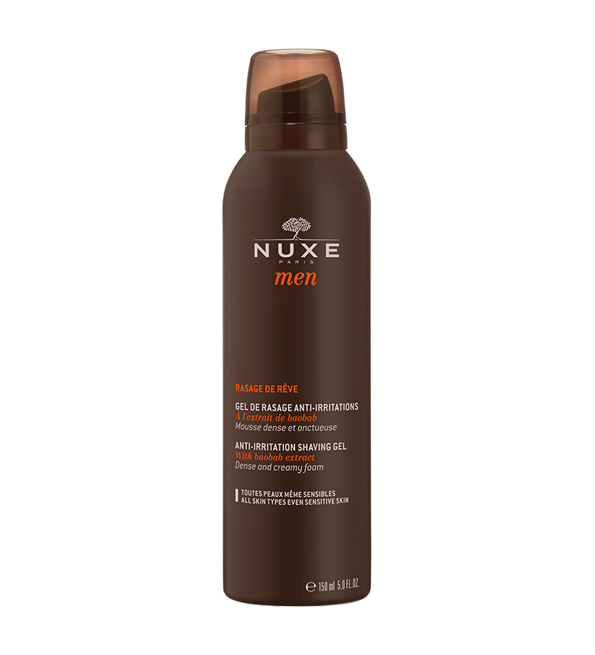 NUXE
PARIS
men
RASAGE DE RÊVE
GEL DE RASAGE ANTI-IRRITATIONS
À l'extrait de baobab
Mousse dense et onctueuse
ANTI-IRRITATION SHAVING GEL
With baobab extract
Dense and creamy foam
TOUTES PEAUX MÊME SENSIBLES
ALL SKIN TYPES EVEN SENSITIVE SKIN
℮ 150 ml 5.0 FL.OZ.